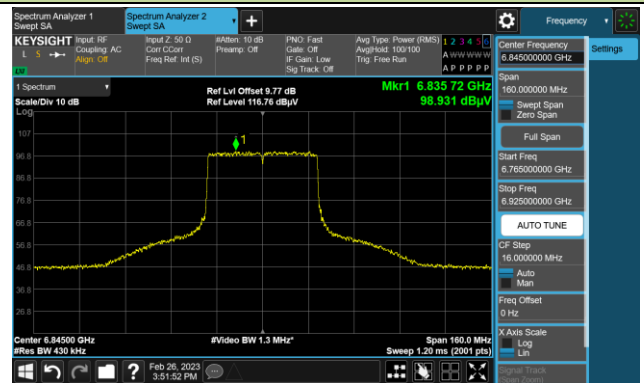 Spectrum Analyzer 1
Swept SA
Spectrum Analyzer 2
Swept SA
+
Frequency
KEYSIGHT
L S
LXI
Input: RF
Coupling: AC
Align: Off
Input Z: 50 Ω
Corr CCorr
Freq Ref: Int (S)
#Atten: 10 dB
Preamp: Off
PNO: Fast
Gate: Off
IF Gain: Low
Sig Track: Off
Avg Type: Power (RMS)
Avg|Hold: 100/100
Trig: Free Run
1 2 3 4 5 6
A W W W W W
A P P P P P
1 Spectrum
Scale/Div 10 dB
Log
Ref Lvl Offset 9.77 dB
Ref Level 116.76 dBµV
Mkr1 6.835 72 GHz
98.931 dBµV
1
107
96.8
86.8
76.8
66.8
56.8
46.8
36.8
26.8
Center 6.84500 GHz
#Res BW 430 kHz
#Video BW 1.3 MHz*
Span 160.0 MHz
Sweep 1.20 ms (2001 pts)
Feb 26, 2023
3:51:52 PM
Center Frequency
6.845000000 GHz
Settings
Span
160.000000 MHz
Swept Span
Zero Span
Full Span
Start Freq
6.765000000 GHz
Stop Freq
6.925000000 GHz
AUTO TUNE
CF Step
16.000000 MHz
Auto
Man
Freq Offset
0 Hz
X Axis Scale
Log
Lin
Signal Track
(Span Zoom)